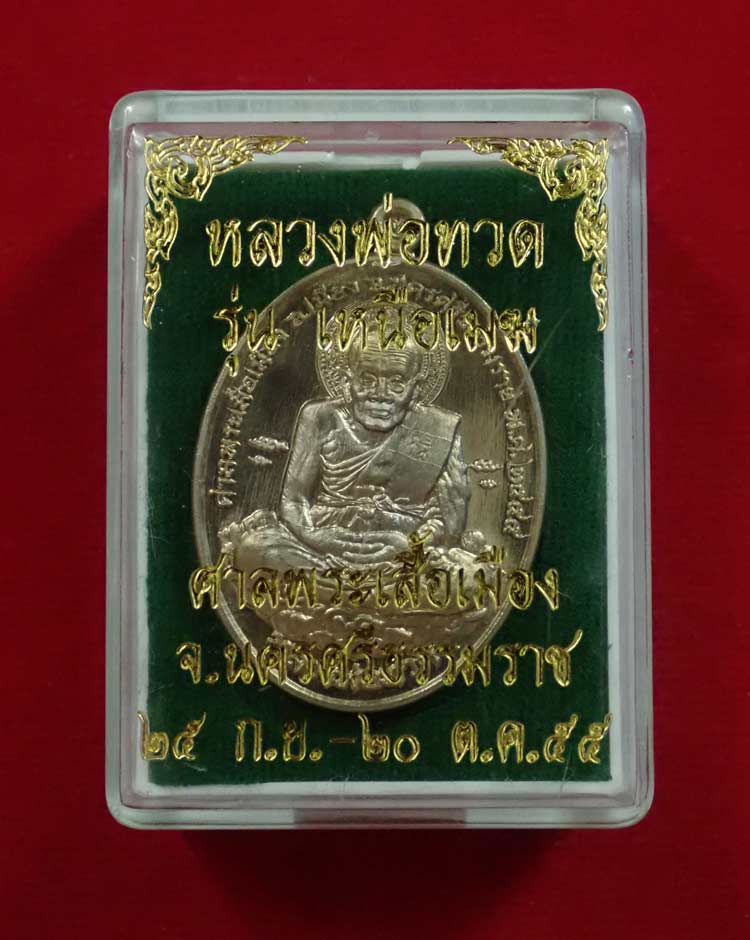 หลวงพ่อทวด
รุ่น เหนือเมฆ
ศาลพระเสื้อเมือง
จ.นครศรีธรรมราช
๒๕ ก.ย.-๒๐ ต.ค.๕๕